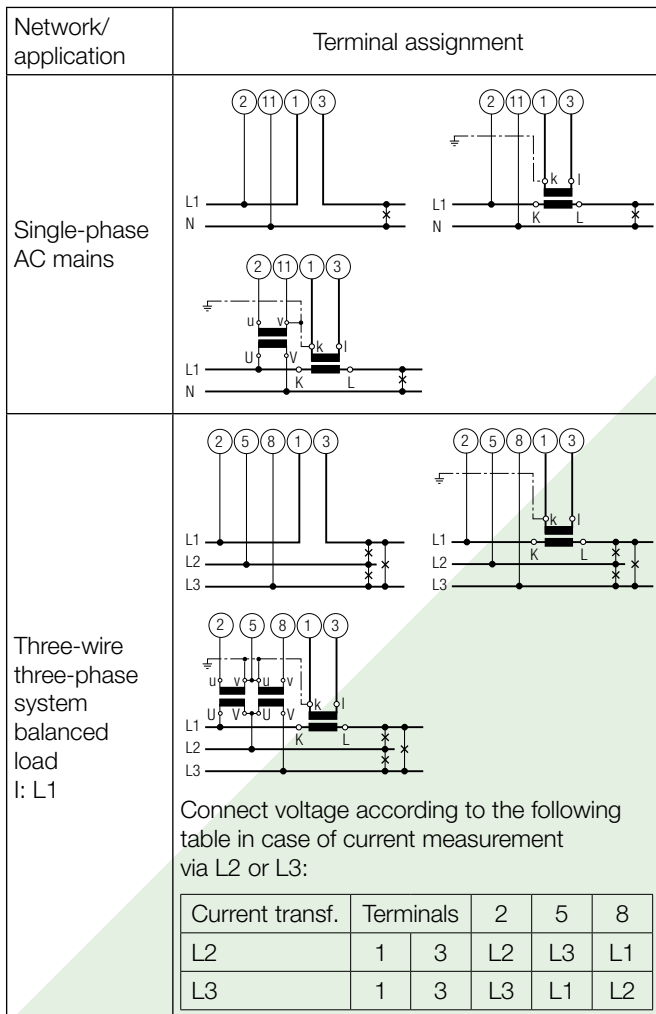 Network/
application
Terminal assignment
Single-phase
AC mains
2 11 1 3
L1
N
2 11 1 3
k l
L1
K L
N
2 11 1 3
u v
k l
U V
L1
K L
N
Three-wire
three-phase
system
balanced
load
I: L1
2 5 8 1 3
L1
L2
L3
2 5 8 1 3
k l
L1
K L
L2
L3
2 5 8 1 3
u v u v
k l
U V U V
L1
K L
L2
L3
Connect voltage according to the following
table in case of current measurement
via L2 or L3:
Current transf. Terminals 2 5 8
L2 1 3 L2 L3 L1
L3 1 3 L3 L1 L2